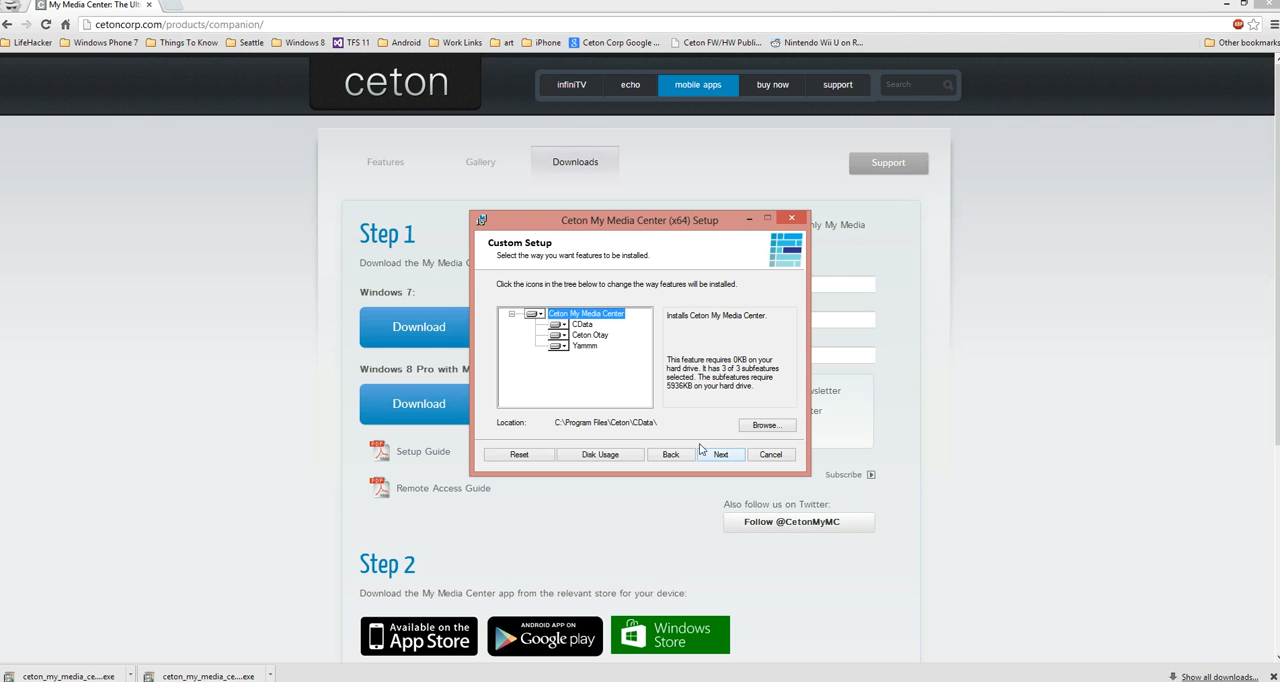 My Media Center: The Ulti
cetoncorp.com/products/companion/
LifeHacker
Windows Phone 7
Things To Know
Seattle
Windows 8
TFS 11
Android
Work Links
art
iPhone
Ceton Corp Google ...
Ceton FW/HW Publi...
Nintendo Wii U on R...
Other bookmarks
ceton
infiniTV
echo
mobile apps
buy now
support
Search
Features
Gallery
Downloads
Support
Step 1
Download the My Media C
Windows 7:
Download
Windows 8 Pro with M
Download
Setup Guide
Remote Access Guide
Ceton My Media Center (x64) Setup
Custom Setup
Select the way you want features to be installed.
Click the icons in the tree below to change the way features will be installed.
Ceton My Media Center
CData
Ceton Otay
Yammm
Installs Ceton My Media Center.
This feature requires 0KB on your
hard drive. It has 3 of 3 subfeatures
selected. The subfeatures require
5936KB on your hard drive.
Location:
C:\Program Files\Ceton\CData\
Browse...
Reset
Disk Usage
Back
Next
Cancel
nly My Media
sletter
ter
Subscribe
Also follow us on Twitter:
Follow @CetonMyMC
Step 2
Download the My Media Center app from the relevant store for your device:
Available on the
App Store
ANDROID APP ON
Google play
Windows
Store
ceton_my_media_ce....exe
ceton_my_media_ce....exe
Show all downloads...